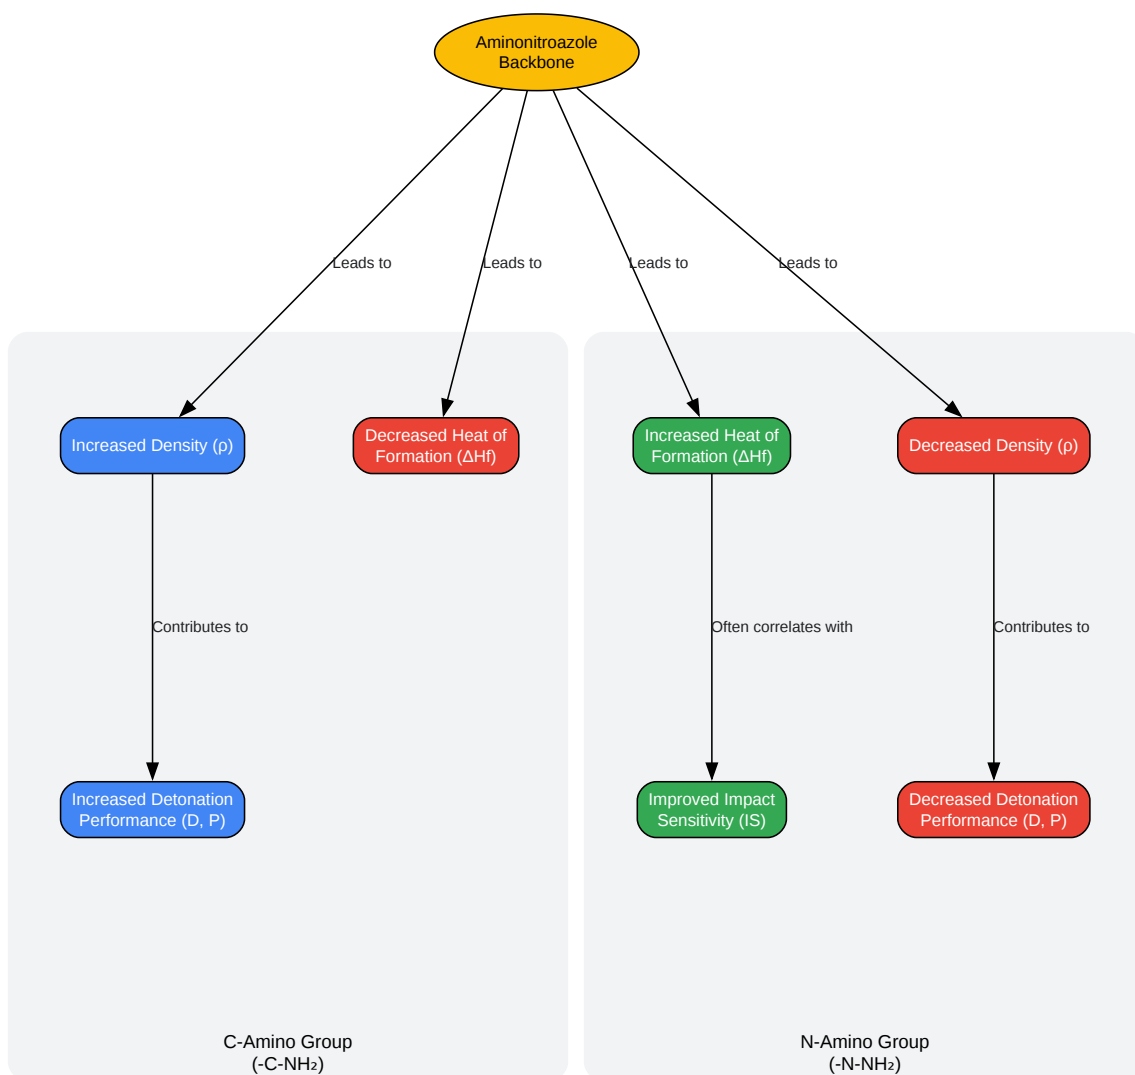 Aminonitroazole
Backbone
Leads to
Leads to
Leads to
Leads to
Increased Density (ρ)
Decreased Heat of
Formation (ΔHf)
Increased Heat of
Formation (ΔHf)
Decreased Density (ρ)
Contributes to
Often correlates with
Contributes to
Increased Detonation
Performance (D, P)
Improved Impact
Sensitivity (IS)
Decreased Detonation
Performance (D, P)
C-Amino Group
(-C-NH₂)
N-Amino Group
(-N-NH₂)